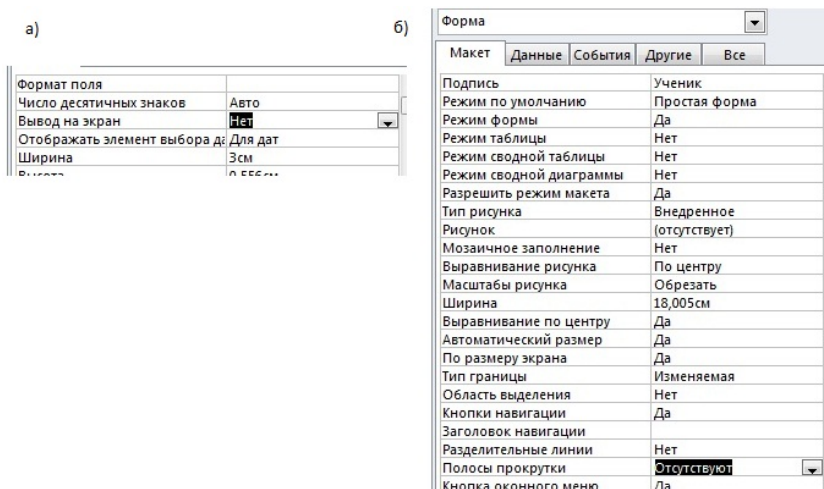 а)
Формат поля
Число десятичных знаков Авто
Вывод на экран Нет
Отображать элемент выбора да Для дат
Ширина 3см
Высота 0,556см
б)
Форма
Макет Данные События Другие Все
Подпись Ученик
Режим по умолчанию Простая форма
Режим формы Да
Режим таблицы Нет
Режим сводной таблицы Нет
Режим сводной диаграммы Нет
Разрешить режим макета Да
Тип рисунка Внедренное
Рисунок (отсутствует)
Мозаичное заполнение Нет
Выравнивание рисунка По центру
Масштабы рисунка Обрезать
Ширина 18,005см
Выравнивание по центру Да
Автоматический размер Да
По размеру экрана Да
Тип границы Изменяемая
Область выделения Нет
Кнопки навигации Да
Заголовок навигации
Разделительные линии Нет
Полосы прокрутки Отсутствуют
Кнопка оконного меню Да